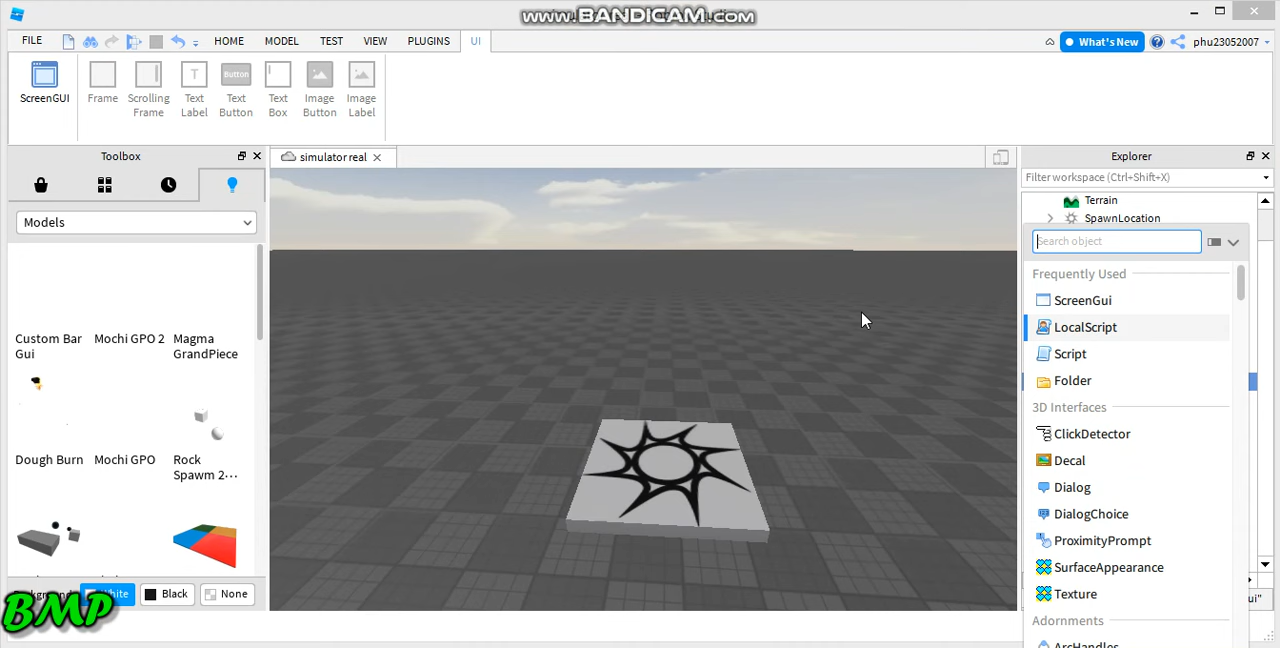 www.BANDICAM.com
FILE HOME MODEL TEST VIEW PLUGINS UI What's New phu23052007
ScreenGUI Frame Scrolling Frame Text Label Text Button Button Text Box Image Button Image Label
Toolbox
simulator real
Explorer
Filter workspace (Ctrl+Shift+X)
Models
Terrain
SpawnLocation
Search object
Frequently Used
ScreenGui
LocalScript
Script
Folder
3D Interfaces
ClickDetector
Decal
Dialog
DialogChoice
ProximityPrompt
SurfaceAppearance
Texture
Adornments
ArcHandles
Custom Bar Gui
Mochi GPO 2
Magma GrandPiece
Dough Burn
Mochi GPO
Rock Spawn 2...
White Black None
BMP